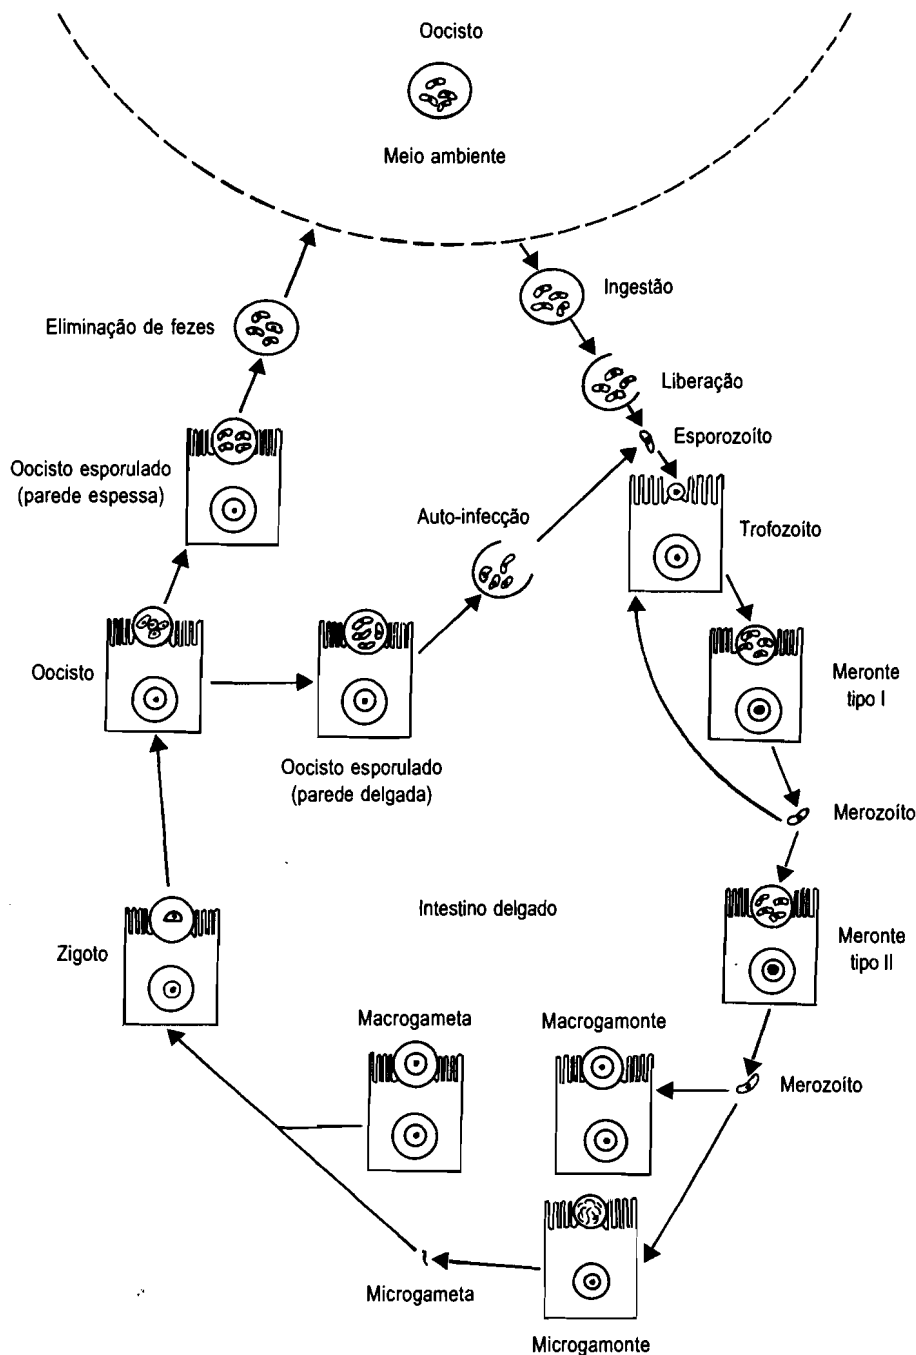 Oocisto
Meio ambiente
Ingestão
Eliminação de fezes
Liberação
Esporozoíto
Oocisto esporulado
(parede espessa)
Auto-infecção
Trofozoíto
Oocisto
Meronte
tipo I
Oocisto esporulado
(parede delgada)
Merozoíto
Intestino delgado
Zigoto
Meronte
tipo II
Macrogameta
Macrogamonte
Merozoíto
Microgameta
Microgamonte